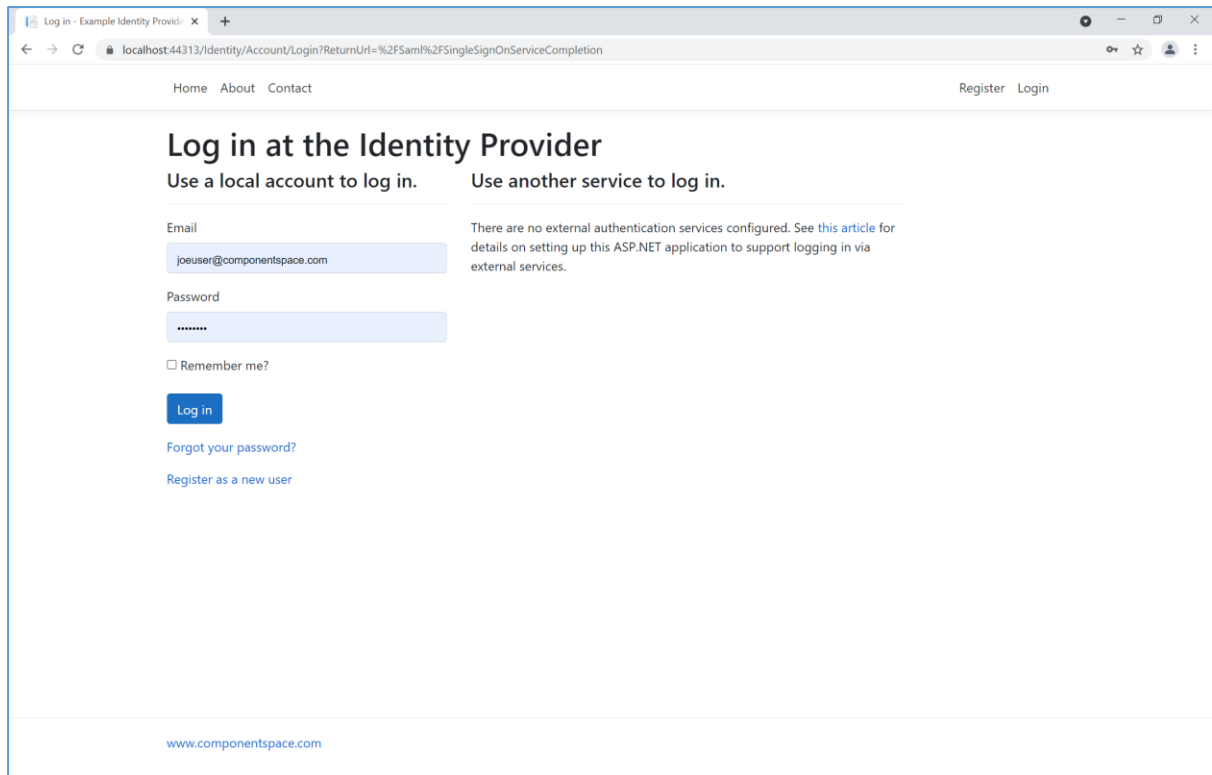 Log in - Example Identity Provide
localhost:44313/Identity/Account/Login?ReturnUrl=%2FSaml%2FSingleSignOnServiceCompletion
Home About Contact Register Login
Log in at the Identity Provider
Use a local account to log in.
Email
joeuser@componentspace.com
Password
••••••••
Remember me?
Log in
Forgot your password?
Register as a new user
Use another service to log in.
There are no external authentication services configured. See this article for
details on setting up this ASP.NET application to support logging in via
external services.
www.componentspace.com